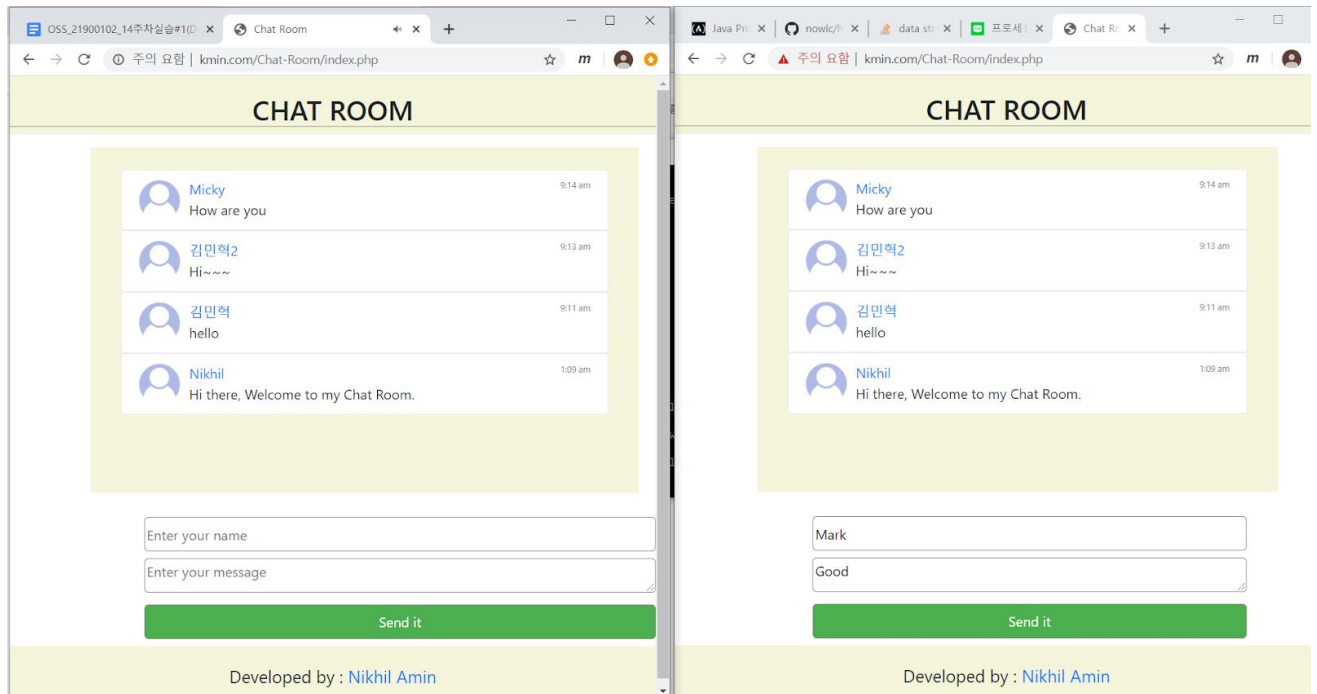 OSS_21900102_14주차실습#1(D
Chat Room
주의 요함 | kmin.com/Chat-Room/index.php
m
CHAT ROOM
Micky
9:14 am
How are you
김민혁2
9:13 am
Hi~~~
김민혁
9:11 am
hello
Nikhil
1:09 am
Hi there, Welcome to my Chat Room.
Enter your name
Enter your message
Send it
Developed by : Nikhil Amin
Java Pro
nowic/h
data str
프로세
Chat Ro
주의 요함 | kmin.com/Chat-Room/index.php
m
CHAT ROOM
Micky
9:14 am
How are you
김민혁2
9:13 am
Hi~~~
김민혁
9:11 am
hello
Nikhil
1:09 am
Hi there, Welcome to my Chat Room.
Mark
Good
Send it
Developed by : Nikhil Amin